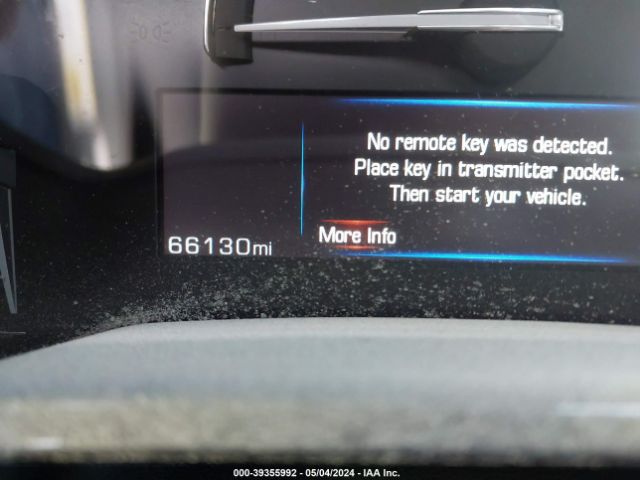 No remote key was detected.
Place key in transmitter pocket.
Then start your vehicle.
More Info
66130mi
000-39355992 - 05/04/2024 - IAA Inc.